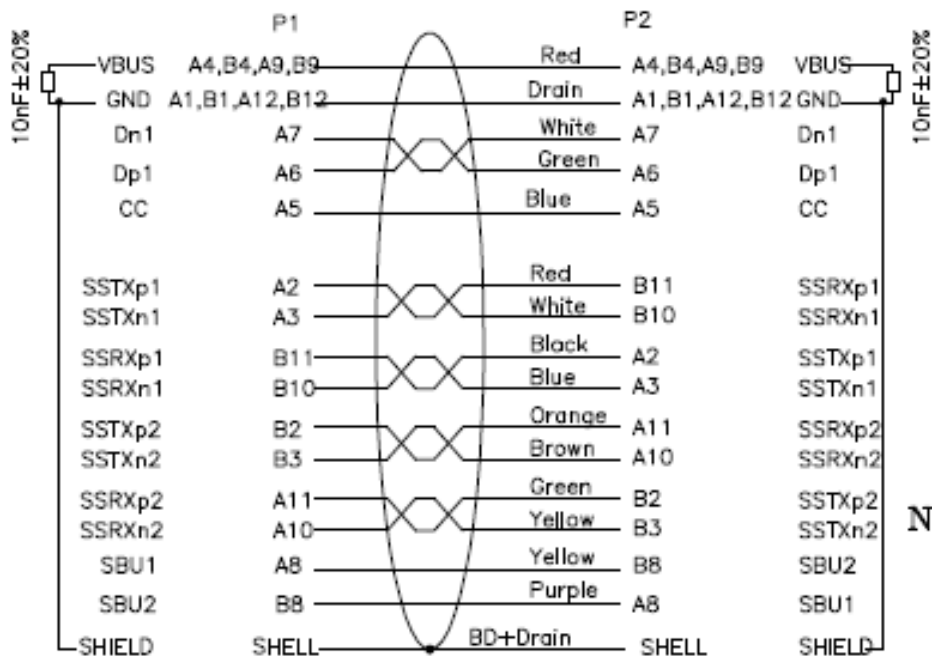 P1 P2
10nF±20% VBUS A4,B4,A9,B9 Red A4,B4,A9,B9 VBUS 10nF±20%
GND A1,B1,A12,B12 Drain A1,B1,A12,B12 GND
Dn1 A7 White A7 Dn1
Dp1 A6 Green A6 Dp1
CC A5 Blue A5 CC
SSTXp1 A2 Red B11 SSRXp1
SSTXn1 A3 White B10 SSRXn1
SSRXp1 B11 Black A2 SSTXp1
SSRXn1 B10 Blue A3 SSTXn1
SSTXp2 B2 Orange A11 SSRXp2
SSTXn2 B3 Brown A10 SSRXn2
SSRXp2 A11 Green B2 SSTXp2
SSRXn2 A10 Yellow B3 SSTXn2 N
SBU1 A8 Yellow B8 SBU2
SBU2 B8 Purple A8 SBU1
SHIELD SHELL BD+Drain SHELL SHIELD